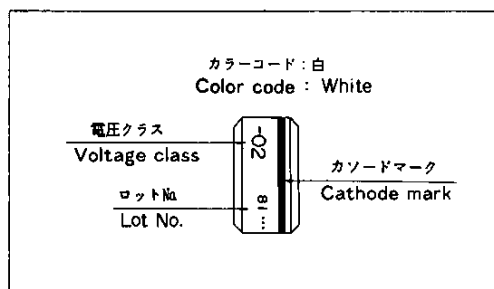 カラーコード：白
Color code : White
電圧クラス
Voltage class
-02
カソードマーク
Cathode mark
ロット№
Lot No.
81 ...